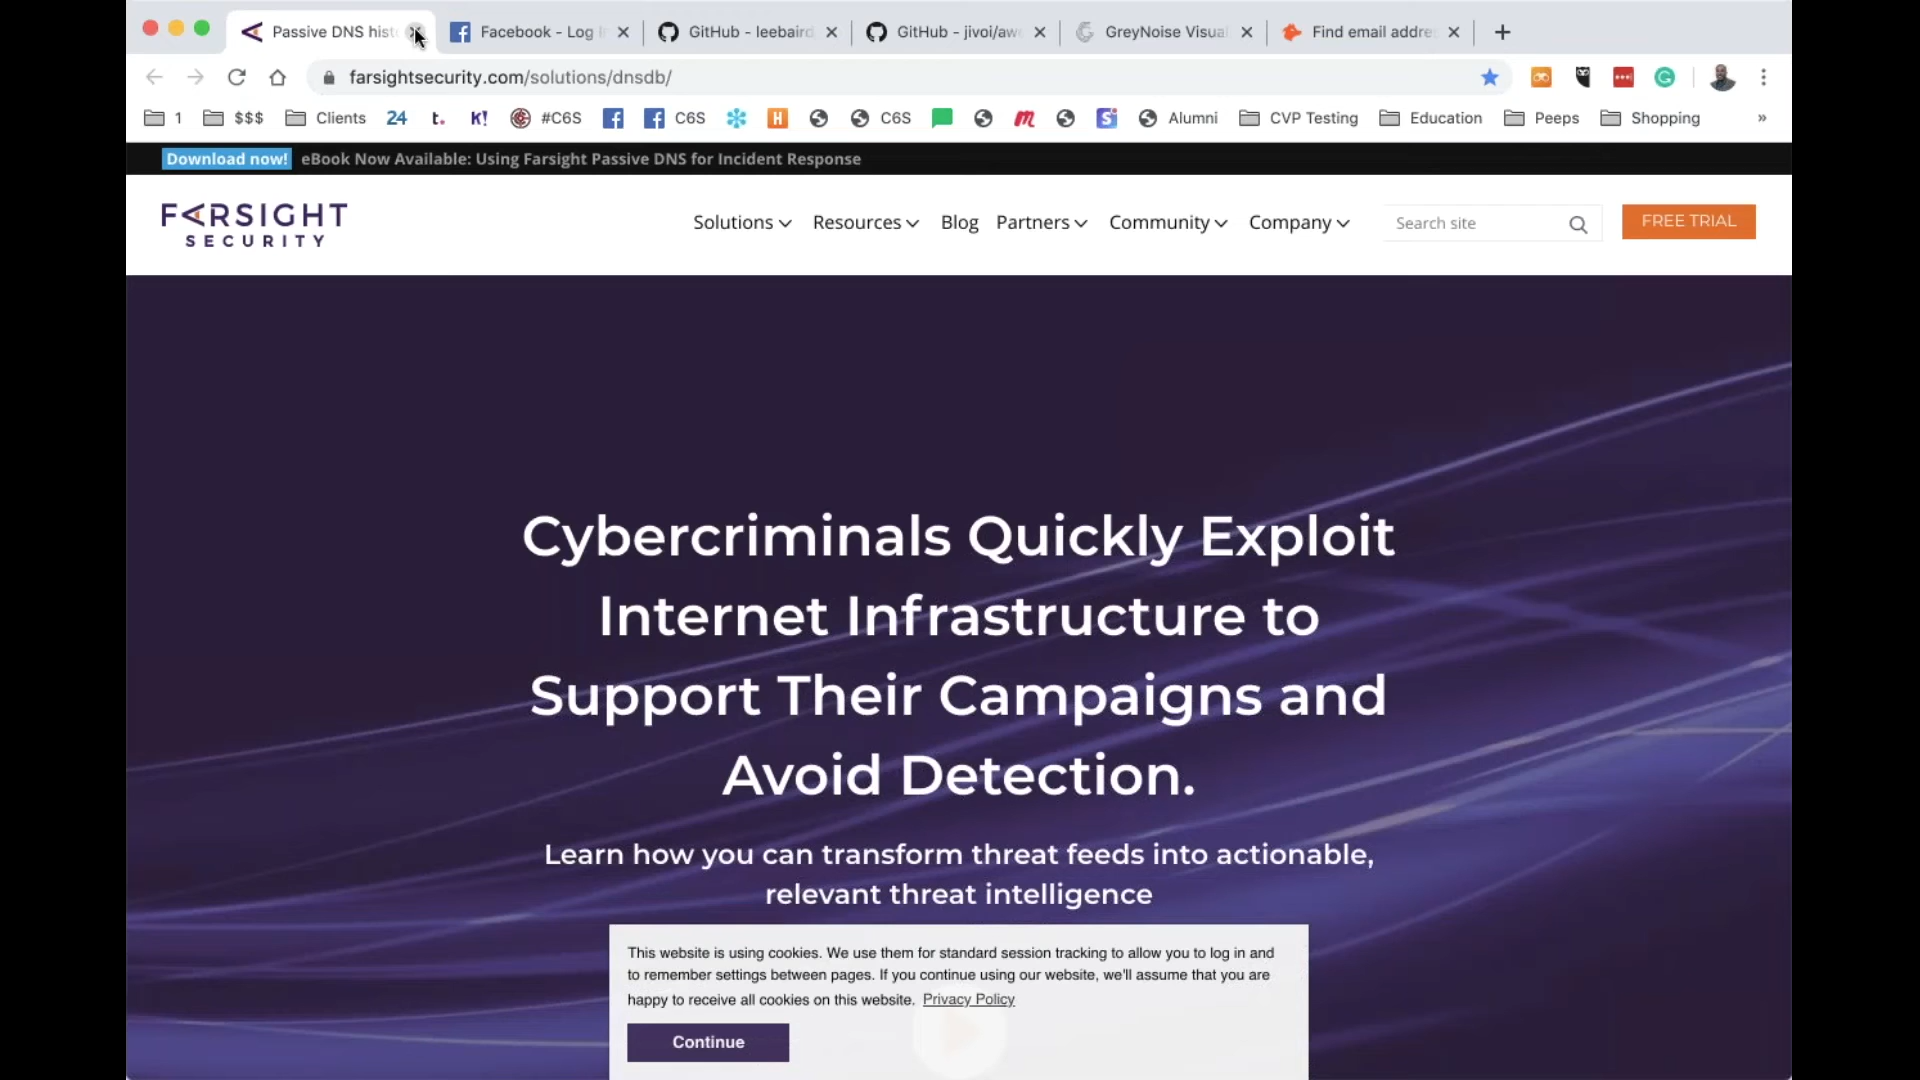 Passive DNS hist
Facebook - Log I
GitHub - leebaird
GitHub - jivoi/aw
GreyNoise Visual
Find email addre
farsightsecurity.com/solutions/dnsdb/
1
$$$
Clients
24
t.
K!
#C6S
C6S
H
C6S
m
S
Alumni
CVP Testing
Education
Peeps
Shopping
»
Download now! eBook Now Available: Using Farsight Passive DNS for Incident Response
FARSIGHT
SECURITY
Solutions
Resources
Blog
Partners
Community
Company
Search site
FREE TRIAL
Cybercriminals Quickly Exploit
Internet Infrastructure to
Support Their Campaigns and
Avoid Detection.
Learn how you can transform threat feeds into actionable,
relevant threat intelligence
This website is using cookies. We use them for standard session tracking to allow you to log in and
to remember settings between pages. If you continue using our website, we'll assume that you are
happy to receive all cookies on this website. Privacy Policy
Continue